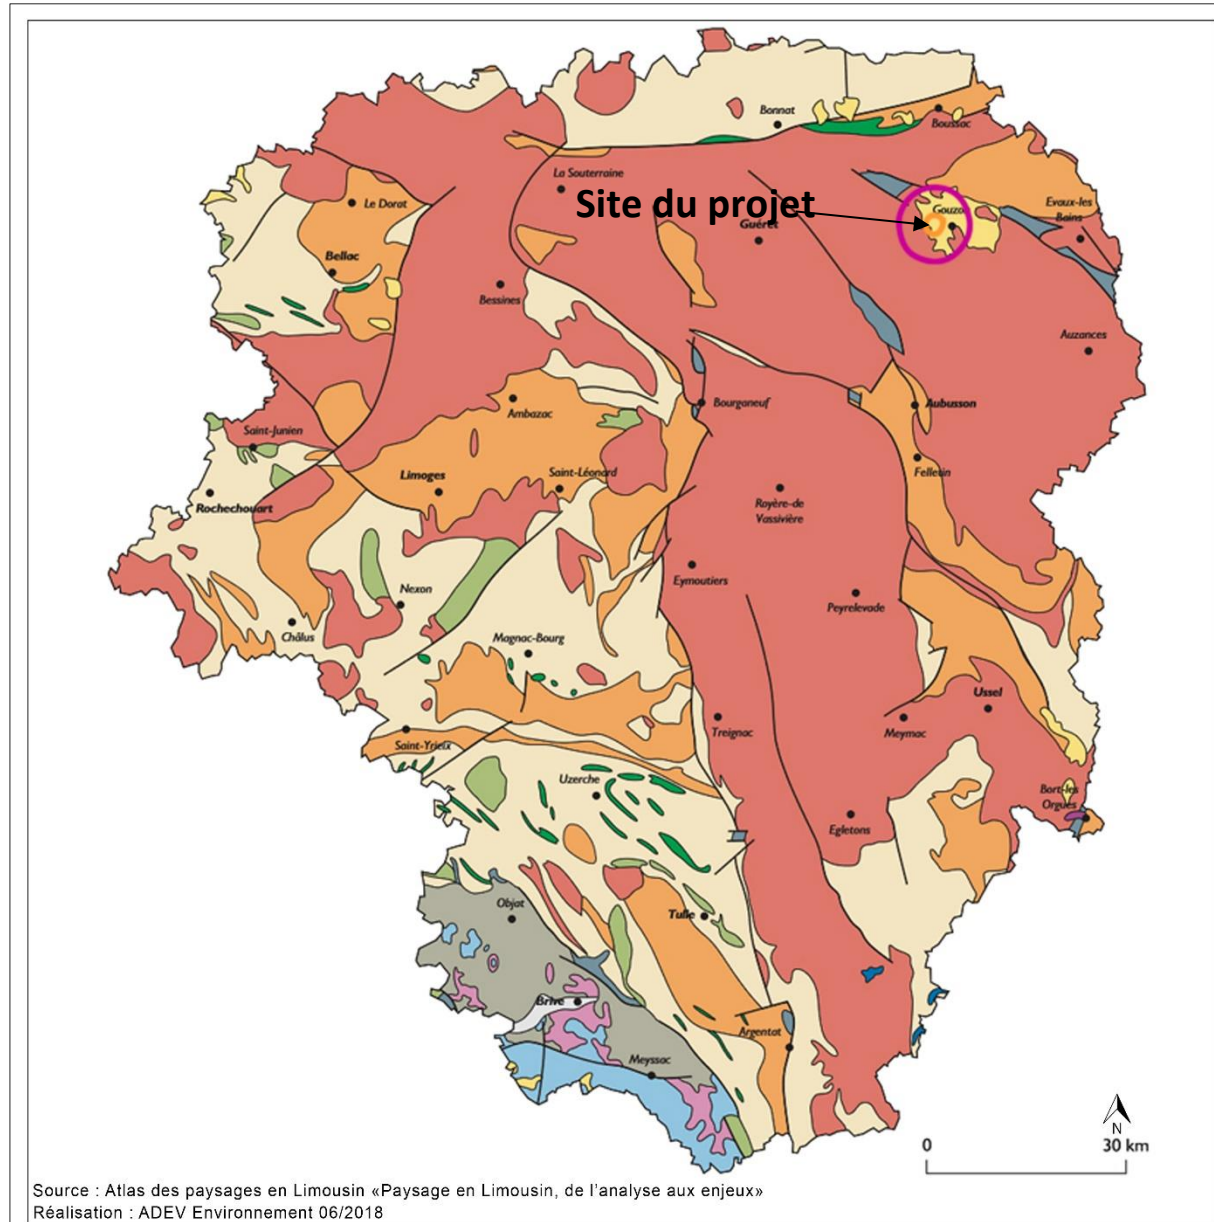 Bonnat
Boussac
La Souterraine
Le Dorat
Site du projet
Gouzo
Evaux-les
Bains
Guéret
Bellac
Bessines
Auzances
Ambazac
Bourganeuf
Aubusson
Saint-Junien
Limoges
Saint-Léonard
Felletin
Rochechouart
Royère-de
Vassivière
Eymoutiers
Nexon
Peyrelevade
Châlus
Magnac-Bourg
Ussel
Treignac
Meymac
Saint-Yrieix
Uzerche
Bort-les
Orgues
Egletons
Objat
Tulle
Brive
Argentat
Meyssac
N
0 30 km
Source : Atlas des paysages en Limousin «Paysage en Limousin, de l'analyse aux enjeux»
Réalisation : ADEV Environnement 06/2018